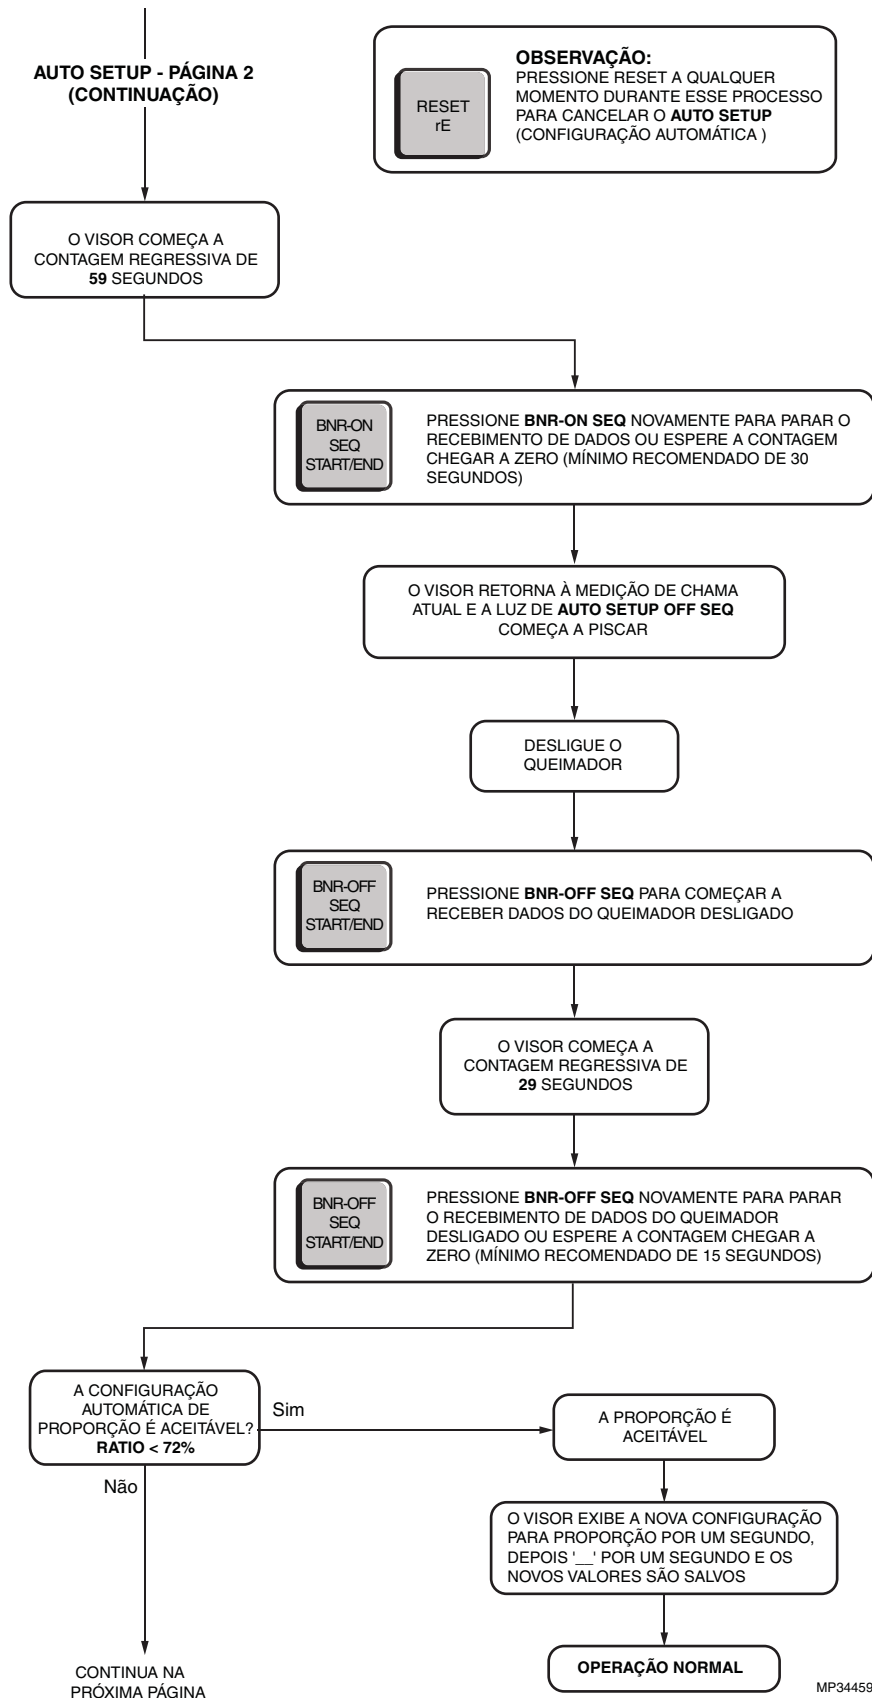 AUTO SETUP - PÁGINA 2
(CONTINUAÇÃO)
RESET
rE
OBSERVAÇÃO:
PRESSIONE RESET A QUALQUER
MOMENTO DURANTE ESSE PROCESSO
PARA CANCELAR O AUTO SETUP
(CONFIGURAÇÃO AUTOMÁTICA )
O VISOR COMEÇA A
CONTAGEM REGRESSIVA DE
59 SEGUNDOS
BNR-ON
SEQ
START/END
PRESSIONE BNR-ON SEQ NOVAMENTE PARA PARAR O
RECEBIMENTO DE DADOS OU ESPERE A CONTAGEM
CHEGAR A ZERO (MÍNIMO RECOMENDADO DE 30
SEGUNDOS)
O VISOR RETORNA À MEDIÇÃO DE CHAMA
ATUAL E A LUZ DE AUTO SETUP OFF SEQ
COMEÇA A PISCAR
DESLIGUE O
QUEIMADOR
BNR-OFF
SEQ
START/END
PRESSIONE BNR-OFF SEQ PARA COMEÇAR A
RECEBER DADOS DO QUEIMADOR DESLIGADO
O VISOR COMEÇA A
CONTAGEM REGRESSIVA DE
29 SEGUNDOS
BNR-OFF
SEQ
START/END
PRESSIONE BNR-OFF SEQ NOVAMENTE PARA PARAR
O RECEBIMENTO DE DADOS DO QUEIMADOR
DESLIGADO OU ESPERE A CONTAGEM CHEGAR A
ZERO (MÍNIMO RECOMENDADO DE 15 SEGUNDOS)
A CONFIGURAÇÃO
AUTOMÁTICA DE
PROPORÇÃO É ACEITÁVEL?
RATIO < 72%
Sim
A PROPORÇÃO É
ACEITÁVEL
Não
O VISOR EXIBE A NOVA CONFIGURAÇÃO
PARA PROPORÇÃO POR UM SEGUNDO,
DEPOIS '__' POR UM SEGUNDO E OS
NOVOS VALORES SÃO SALVOS
OPERAÇÃO NORMAL
CONTINUA NA
PRÓXIMA PÁGINA
MP34459